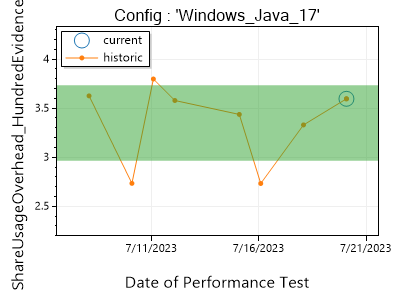 Config : 'Windows_Java_17'
ShareUsageOverhead_HundredEvidence
current
historic
4
3.5
3
2.5
7/11/2023
7/16/2023
7/21/2023
Date of Performance Test